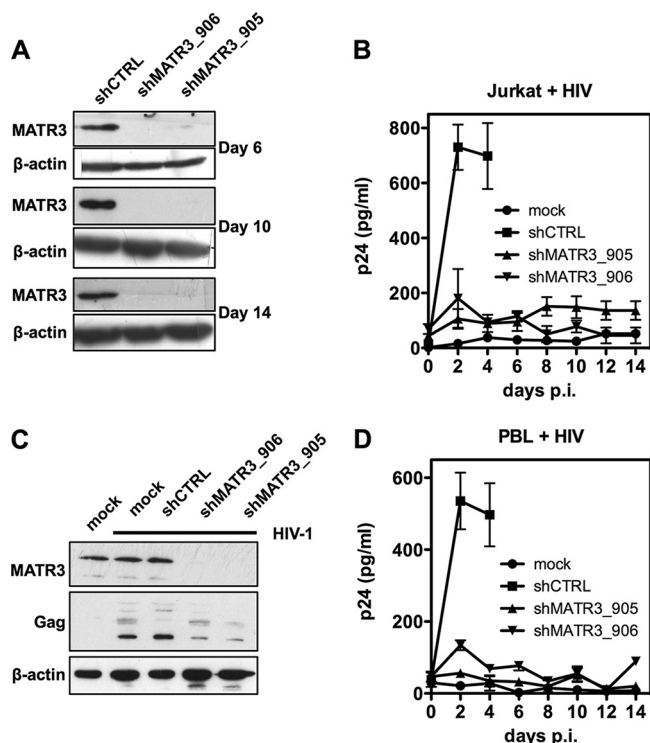 A
shCTRL
shMATR3_906
shMATR3_905
MATR3
β-actin
Day 6
MATR3
β-actin
Day 10
MATR3
β-actin
Day 14
B
Jurkat + HIV
p24 (pg/ml)
800
600
400
200
0
mock
shCTRL
shMATR3_905
shMATR3_906
0 2 4 6 8 10 12 14
days p.i.
C
mock
mock
shCTRL
shMATR3_906
shMATR3_905
HIV-1
MATR3
Gag
β-actin
D
PBL + HIV
p24 (pg/ml)
600
400
200
0
mock
shCTRL
shMATR3_905
shMATR3_906
0 2 4 6 8 10 12 14
days p.i.